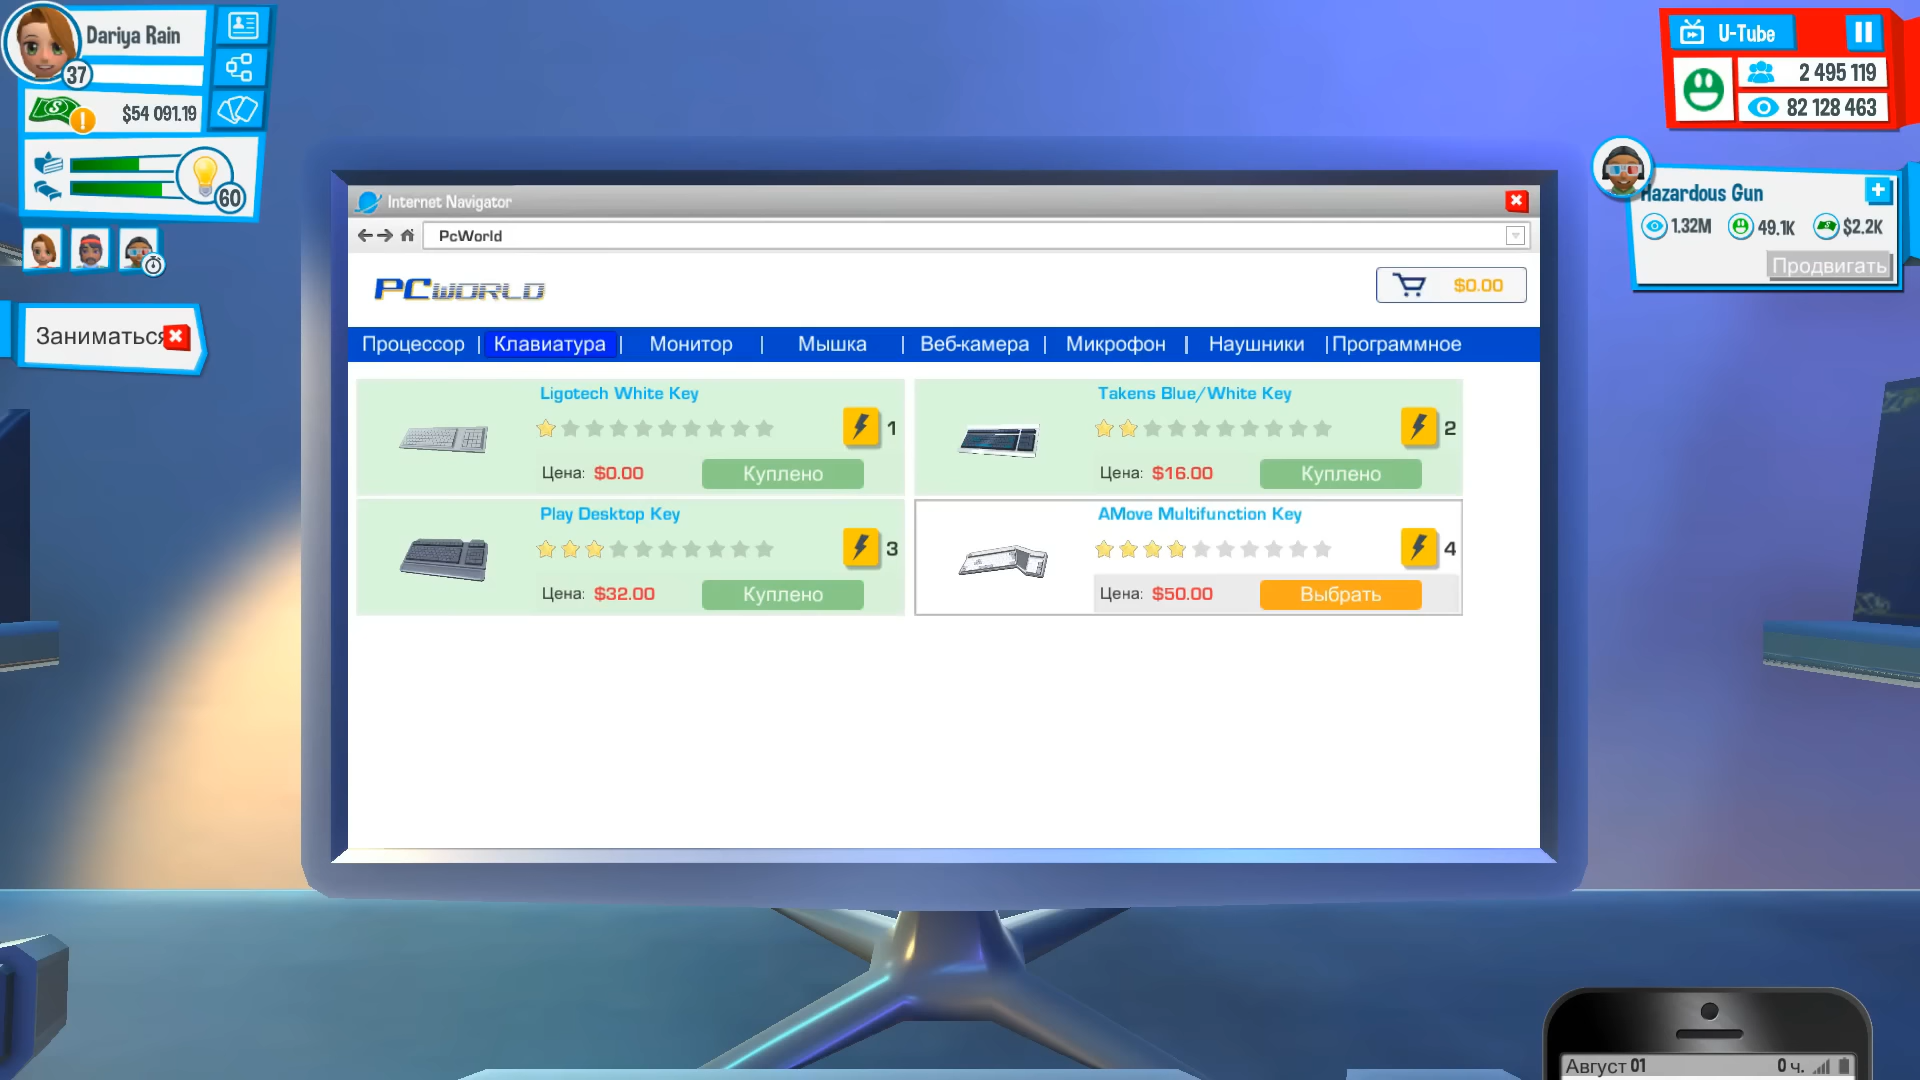 Dariya Rain
37
$54 091.19
60
Заниматься
U-Tube
2 495 119
82 128 463
Hazardous Gun
1.32M 49.1K $2.2K
Продвигать
Internet Navigator
PcWorld
PCWORLD
$0.00
Процессор | Клавиатура | Монитор | Мышка | Веб-камера | Микрофон | Наушники | Программное
Ligotech White Key
1
Цена: $0.00 Куплено
Takens Blue/White Key
2
Цена: $16.00 Куплено
Play Desktop Key
3
Цена: $32.00 Куплено
AMove Multifunction Key
4
Цена: $50.00 Выбрать
Август 01 0 ч.